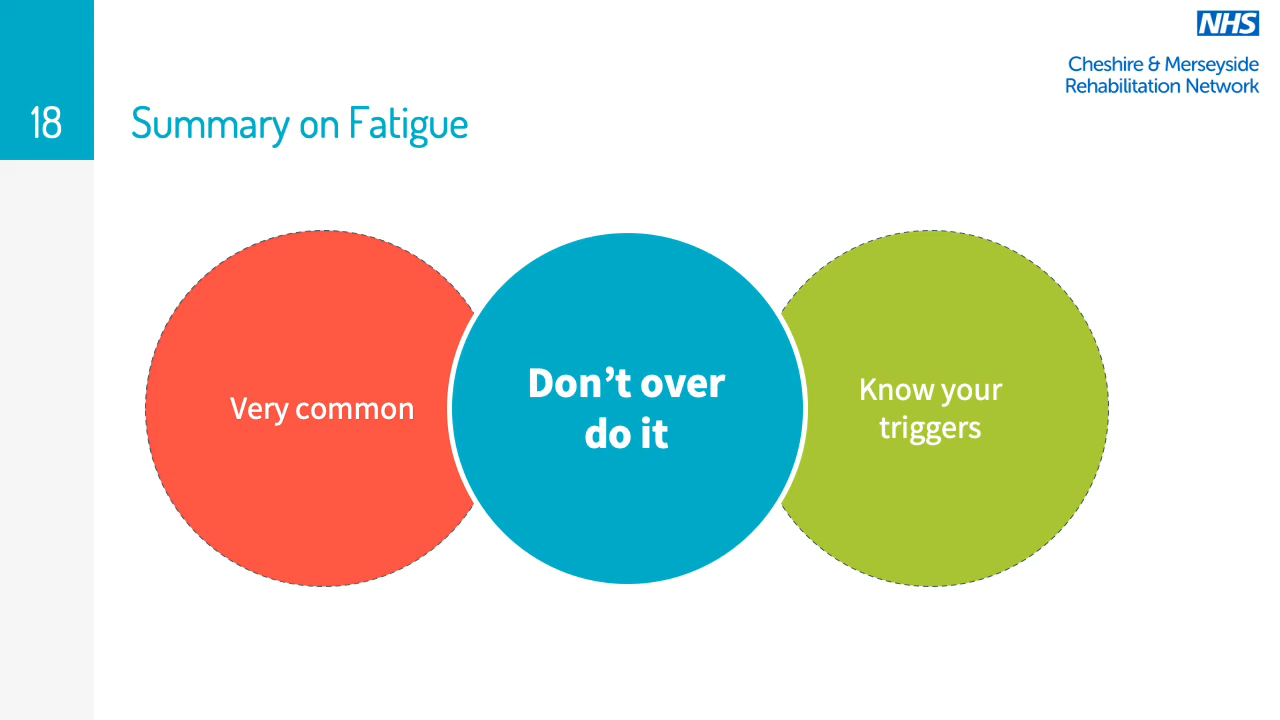 NHS
Cheshire & Merseyside
Rehabilitation Network
18
Summary on Fatigue
Very common
Don’t over
do it
Know your
triggers